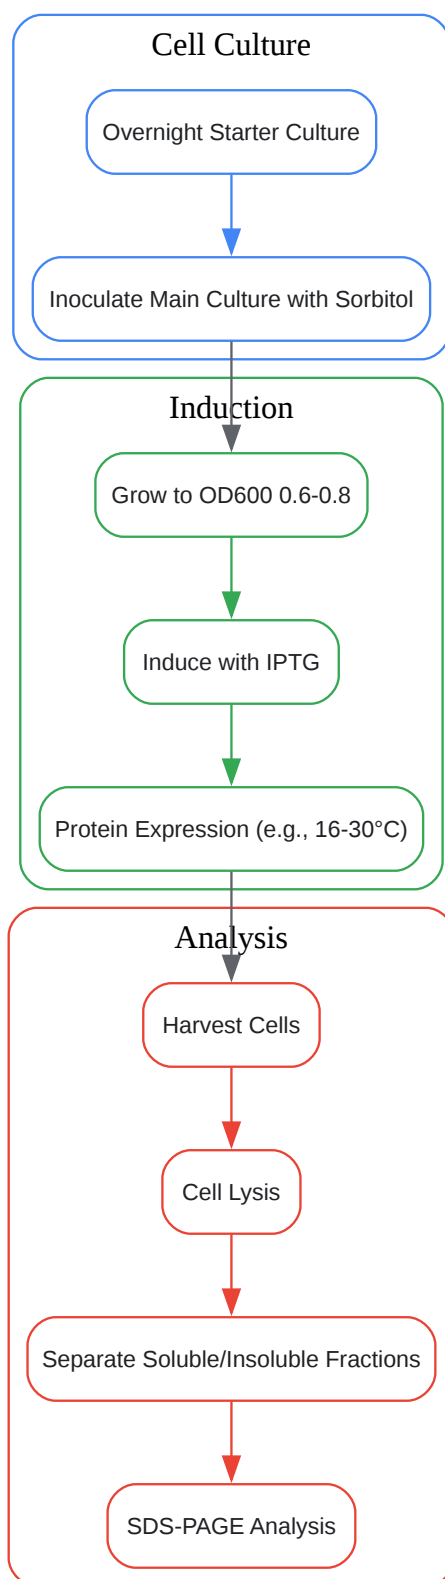 Cell Culture
Overnight Starter Culture
Inoculate Main Culture with Sorbitol
Induction
Grow to OD600 0.6-0.8
Induce with IPTG
Protein Expression (e.g., 16-30°C)
Analysis
Harvest Cells
Cell Lysis
Separate Soluble/Insoluble Fractions
SDS-PAGE Analysis